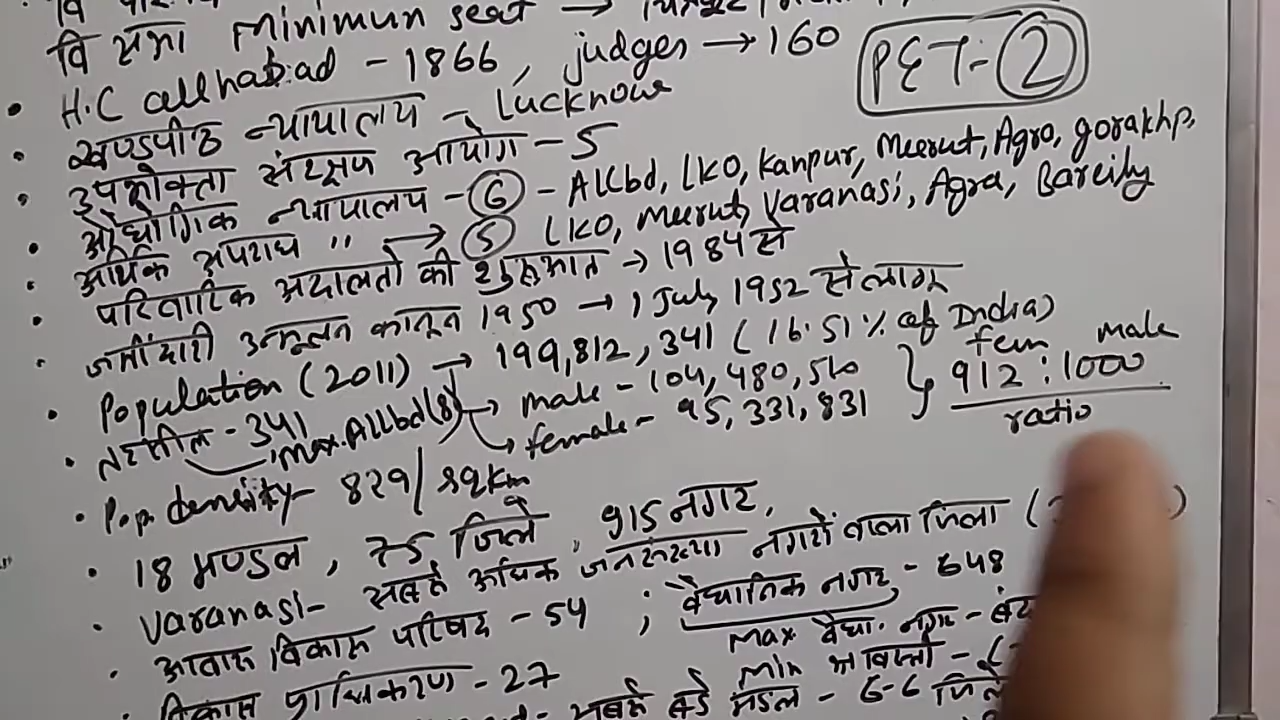 वि सभा minimun seat →
H.C allhabad - 1866, judges → 160
PET- 2
खण्डपीठ न्यायालय → Lucknow
उपभोक्ता संरक्षण आयोग - 5
औद्योगिक न्यायालय - 6 - Allbd, LKO, Kanpur, Meerut, Agra, gorakhp.
आर्थिक अपराध " → 5 LKO, Meerut, Varanasi, Agra, Bareily
परिवारिक अदालतो की शुरुआत → 1984 से
जमींदारी उन्मूलन कानून 1950 → 1 July 1952 से लागू
Population (2011) → 199,812,341 (16.51% of India)
male - 104,480,510
female - 95,331,831
fem male
912 : 1000
ratio
तहसील - 341
max. Allbd (8)
Pop. density - 829/sqkm
18 मण्डल, 75 जिले, 915 नगर,
Varanasi - सबसे अधिक जनसंख्या नगरों वाला जिला (
आवास विकास परिषद - 54 ; वैधानिक नगर - 648
max वैधा. नगर -
विकास प्राधिकरण - 27
min
सबसे बडे मंडल - 6-6 जिले